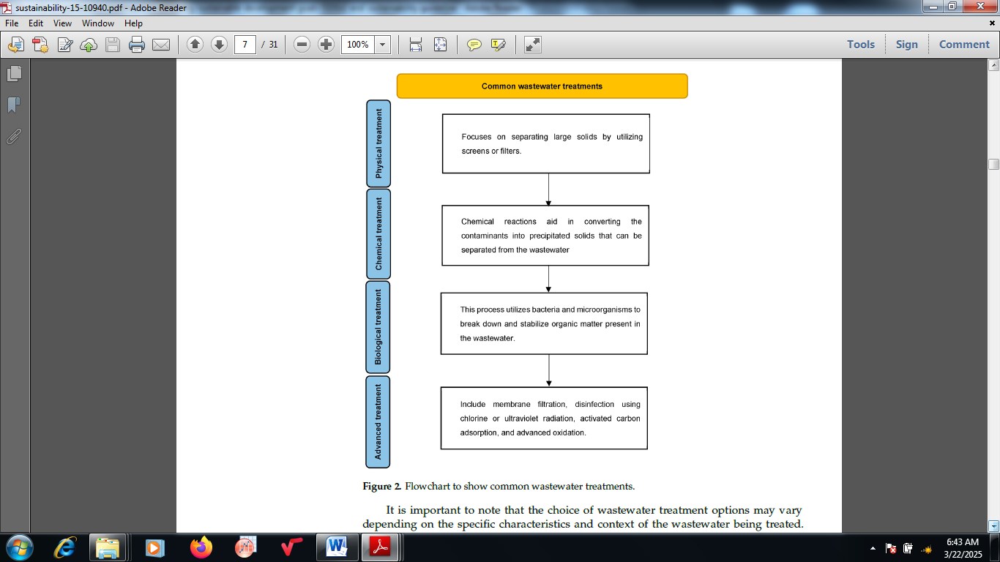 sustainability-15-10940.pdf - Adobe Reader
File Edit View Window Help
7 / 31 100% Tools Sign Comment
Common wastewater treatments
Physical treatment
Focuses on separating large solids by utilizing
screens or filters.
Chemical treatment
Chemical reactions aid in converting the
contaminants into precipitated solids that can be
separated from the wastewater
Biological treatment
This process utilizes bacteria and microorganisms to
break down and stabilize organic matter present in
the wastewater.
Advanced treatment
Include membrane filtration, disinfection using
chlorine or ultraviolet radiation, activated carbon
adsorption, and advanced oxidation.
Figure 2. Flowchart to show common wastewater treatments.
It is important to note that the choice of wastewater treatment options may vary
depending on the specific characteristics and context of the wastewater being treated.
6:43 AM
3/22/2025